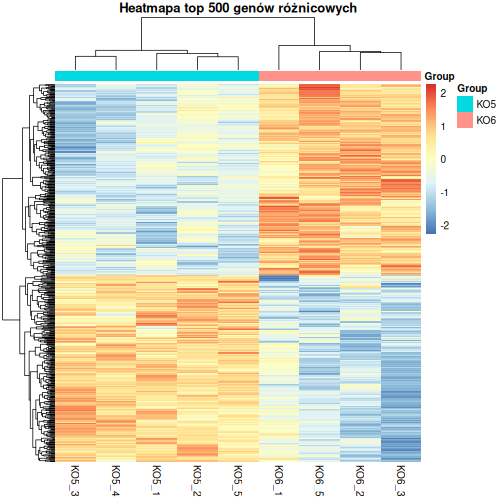 Heatmapa top 500 genów różnicowych
Group
2
1
0
-1
-2
Group
KO5
KO6
KO5_3
KO5_4
KO5_1
KO5_2
KO5_5
KO6_1
KO6_5
KO6_2
KO6_3